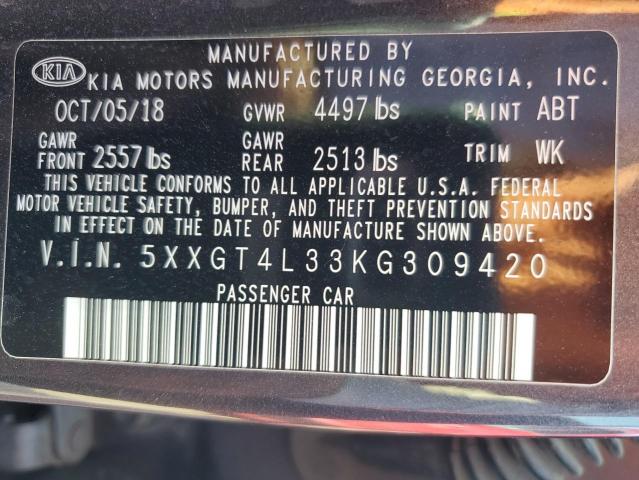 MANUFACTURED BY
KIA KIA MOTORS MANUFACTURING GEORGIA, INC.
OCT/05/18 GVWR 4497 lbs PAINT ABT
GAWR FRONT 2557 lbs GAWR REAR 2513 lbs TRIM WK
THIS VEHICLE CONFORMS TO ALL APPLICABLE U.S.A. FEDERAL
MOTOR VEHICLE SAFETY, BUMPER, AND THEFT PREVENTION STANDARDS
IN EFFECT ON THE DATE OF MANUFACTURE SHOWN ABOVE.
V.I.N. 5XXGT4L33KG309420
PASSENGER CAR